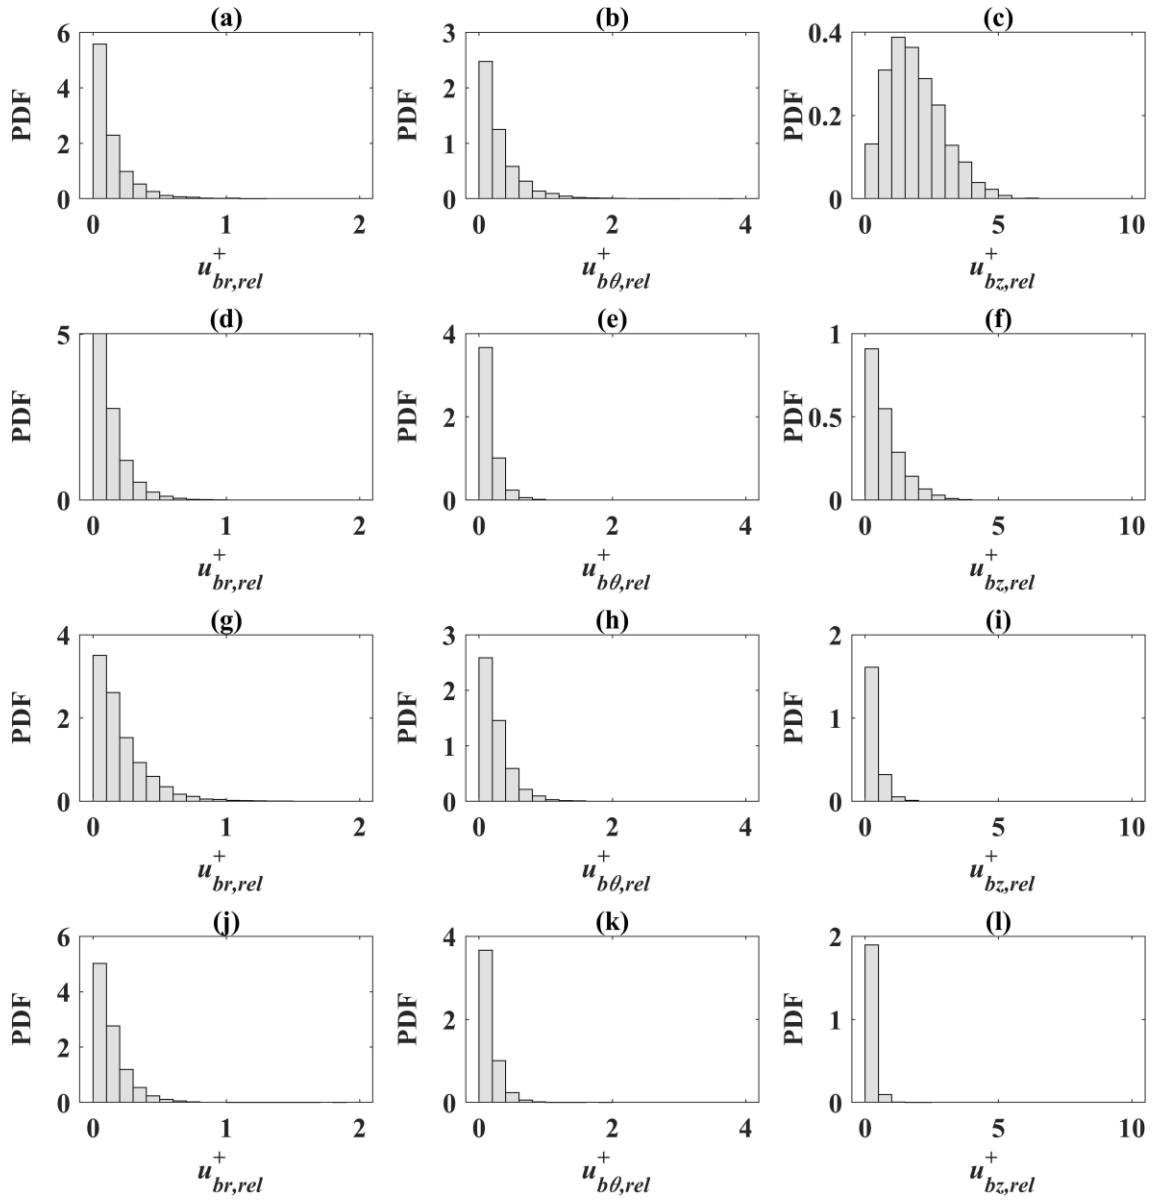 (a) (b) (c)
6 4 2 0
PDF
0 1 2
u⁺br,rel
3 2 1 0
PDF
0 2 4
u⁺bθ,rel
0.4 0.2 0
PDF
0 5 10
u⁺bz,rel
(d) (e) (f)
5 0
PDF
0 1 2
u⁺br,rel
4 2 0
PDF
0 2 4
u⁺bθ,rel
1 0.5 0
PDF
0 5 10
u⁺bz,rel
(g) (h) (i)
4 2 0
PDF
0 1 2
u⁺br,rel
3 2 1 0
PDF
0 2 4
u⁺bθ,rel
2 1 0
PDF
0 5 10
u⁺bz,rel
(j) (k) (l)
6 4 2 0
PDF
0 1 2
u⁺br,rel
4 2 0
PDF
0 2 4
u⁺bθ,rel
2 1 0
PDF
0 5 10
u⁺bz,rel